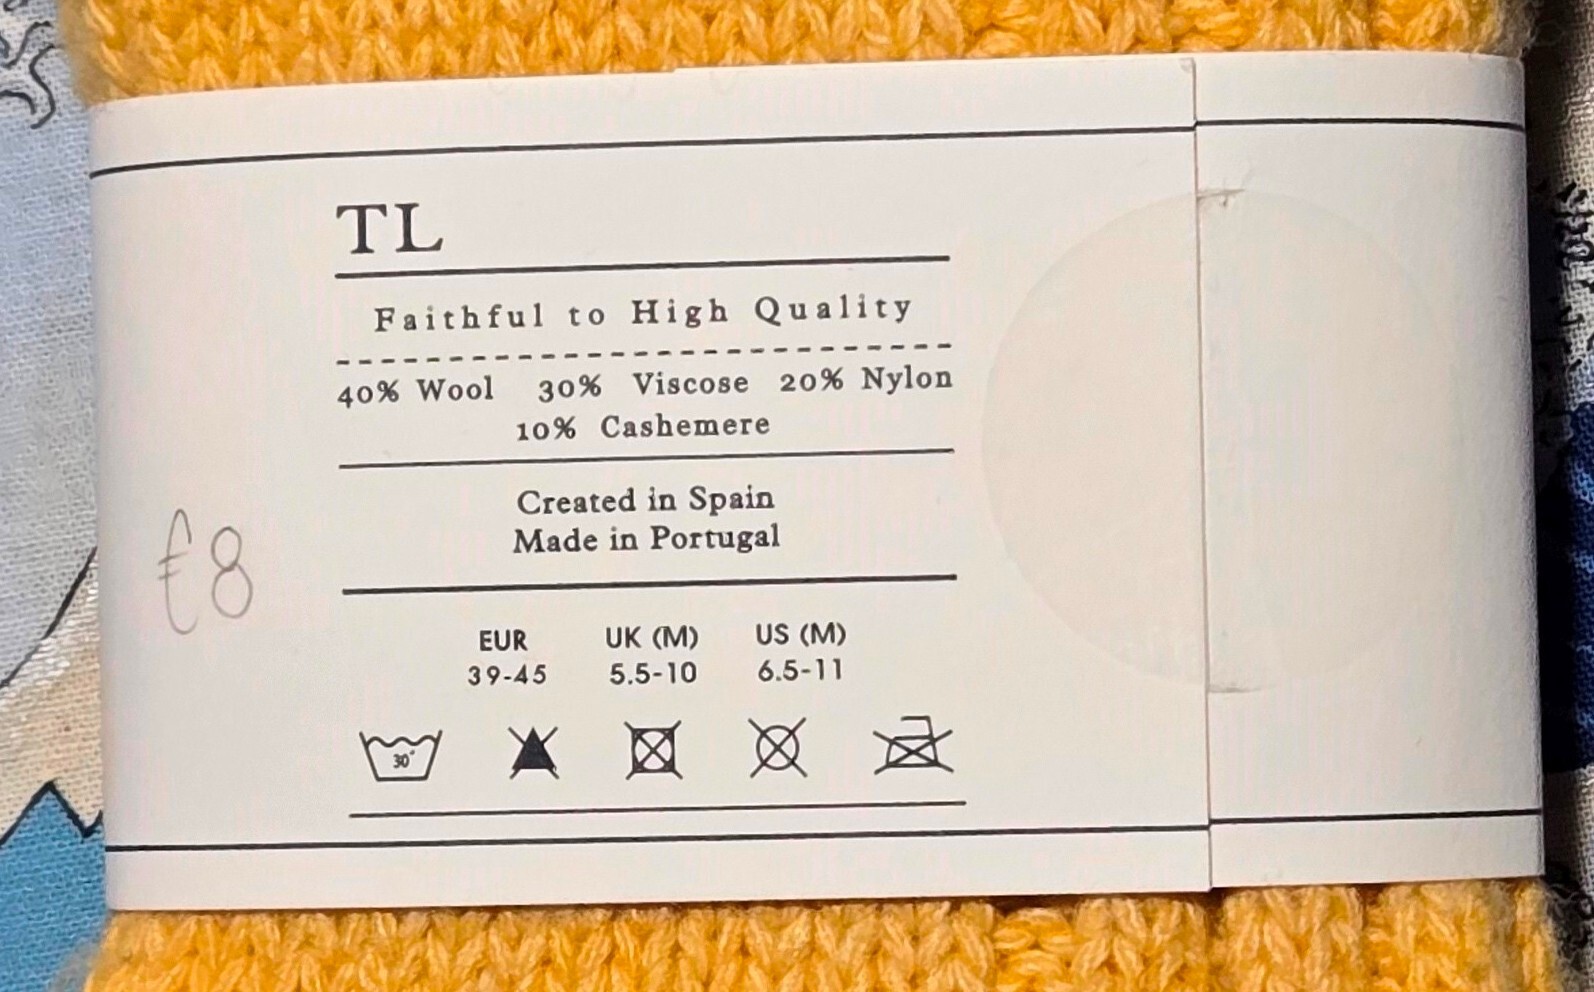 TL
Faithful to High Quality
40% Wool 30% Viscose 20% Nylon
10% Cashemere
Created in Spain
Made in Portugal
€8
EUR UK (M) US (M)
39-45 5.5-10 6.5-11
30°